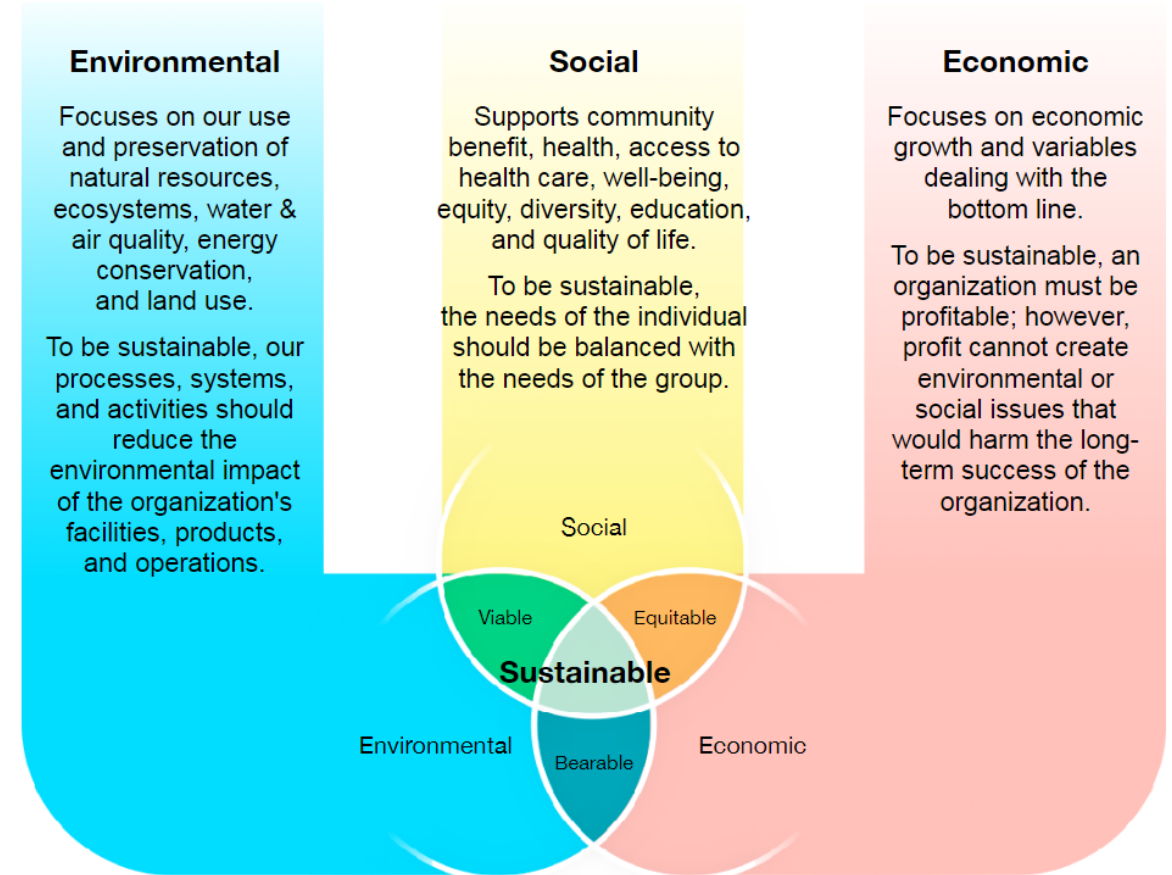 Environmental
Focuses on our use
and preservation of
natural resources,
ecosystems, water &
air quality, energy
conservation,
and land use.
To be sustainable, our
processes, systems,
and activities should
reduce the
environmental impact
of the organization's
facilities, products,
and operations.
Social
Supports community
benefit, health, access to
health care, well-being,
equity, diversity, education,
and quality of life.
To be sustainable,
the needs of the individual
should be balanced with
the needs of the group.
Economic
Focuses on economic
growth and variables
dealing with the
bottom line.
To be sustainable, an
organization must be
profitable; however,
profit cannot create
environmental or
social issues that
would harm the long-
term success of the
organization.
Social
Viable
Equitable
Sustainable
Environmental
Economic
Bearable